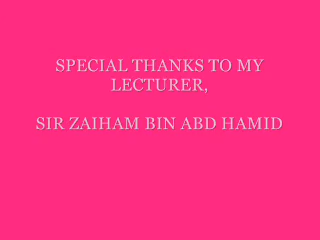 SPECIAL THANKS TO MY
LECTURER,
SIR ZAIHAM BIN ABD HAMID